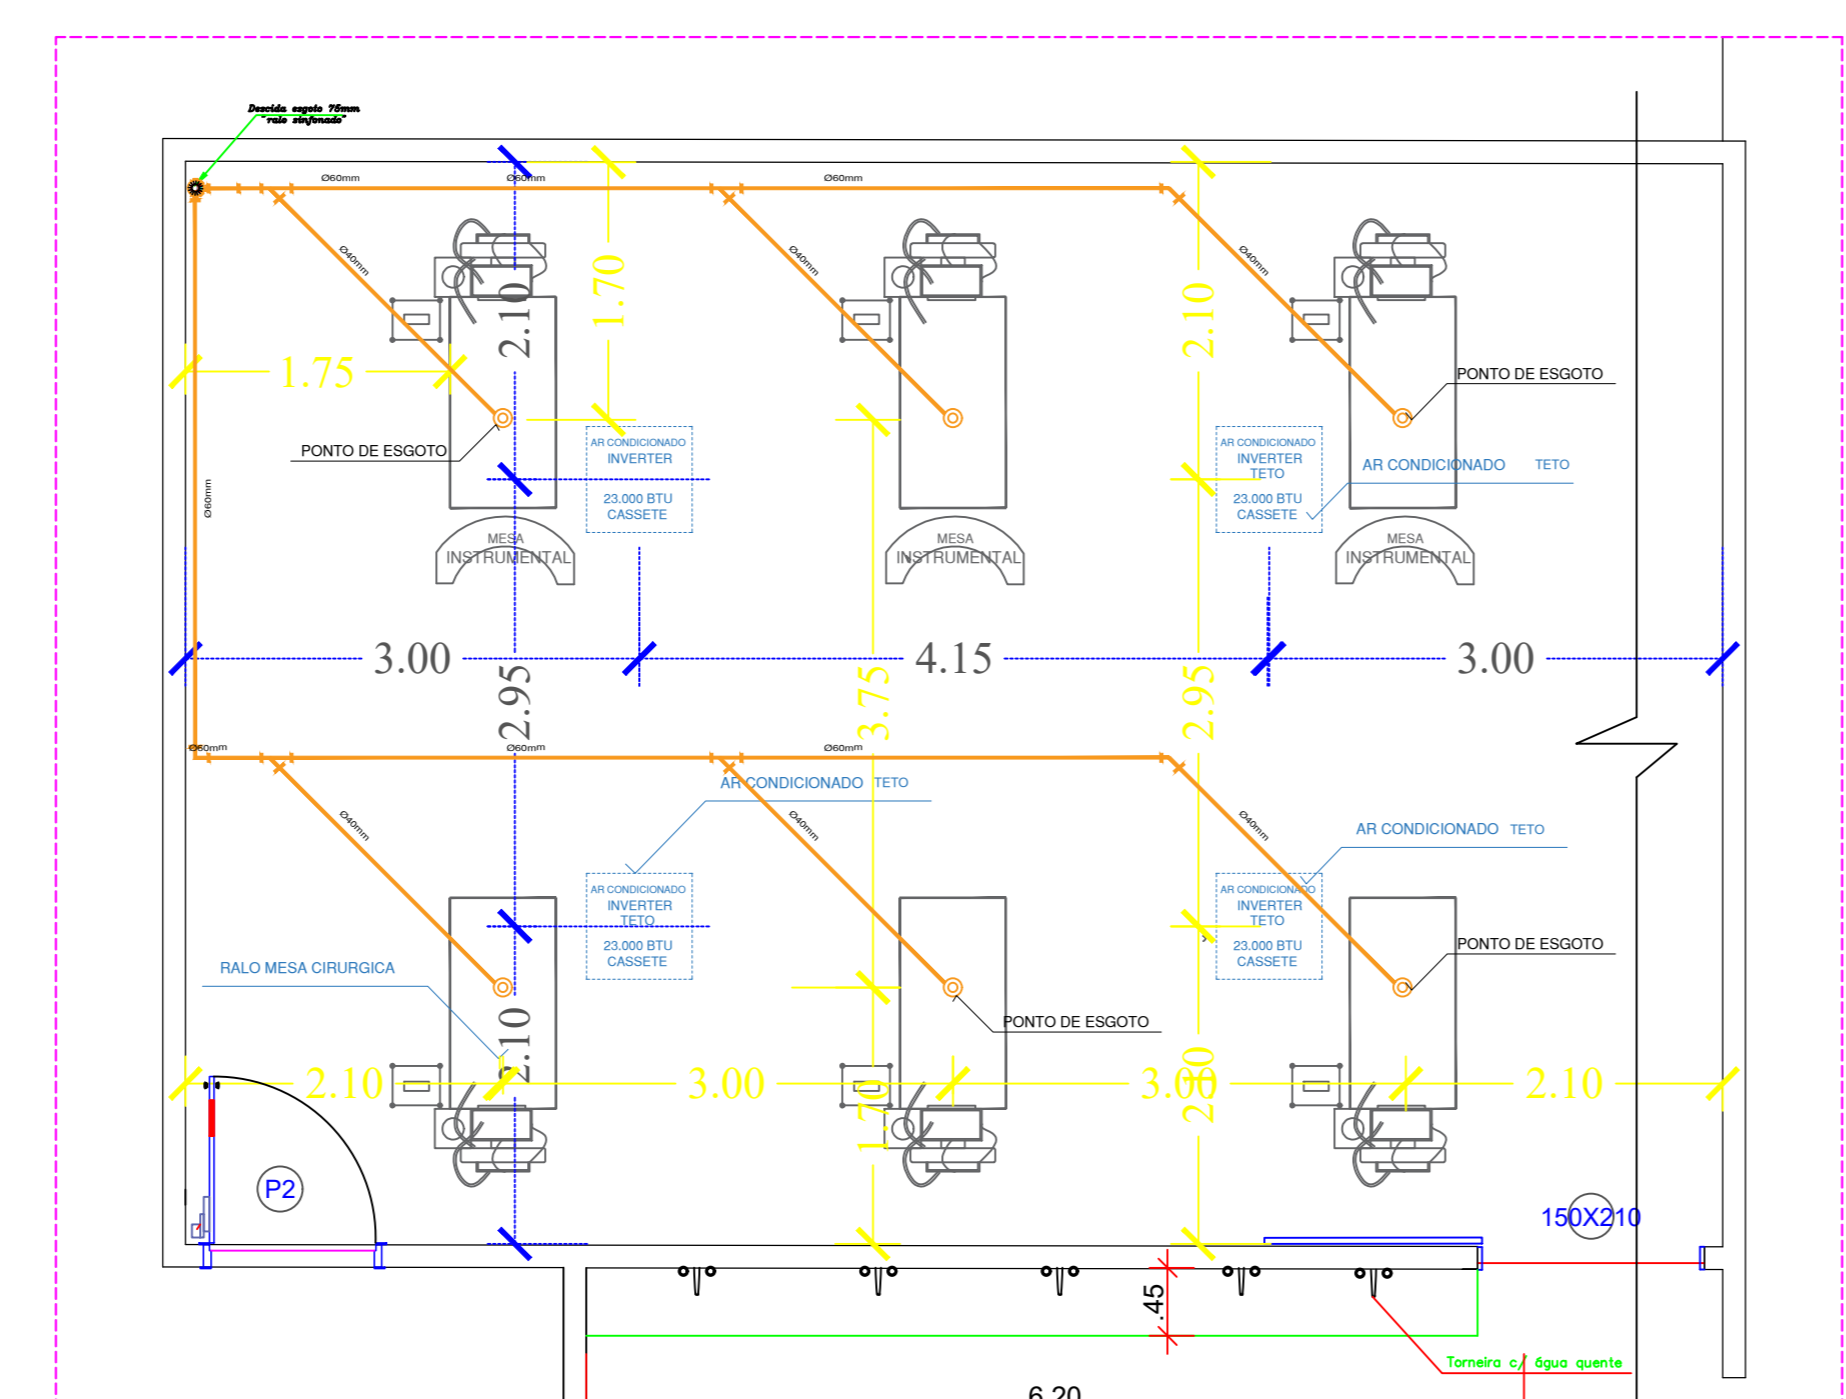 Descida esgoto 75mm
"ralo sinfonado"
Ø60mm
Ø60mm
Ø60mm
Ø40mm
Ø40mm
Ø40mm
2.10
1.70
2.10
1.75
PONTO DE ESGOTO
PONTO DE ESGOTO
AR CONDICIONADO
INVERTER
23.000 BTU
CASSETE
AR CONDICIONADO
INVERTER
TETO
23.000 BTU
CASSETE
AR CONDICIONADO TETO
Ø60mm
MESA
INSTRUMENTAL
MESA
INSTRUMENTAL
MESA
INSTRUMENTAL
3.00
4.15
3.00
2.95
3.75
2.95
Ø60mm
Ø60mm
Ø60mm
AR CONDICIONADO TETO
Ø40mm
Ø40mm
Ø40mm
AR CONDICIONADO TETO
AR CONDICIONADO
INVERTER
TETO
23.000 BTU
CASSETE
AR CONDICIONADO
INVERTER
TETO
23.000 BTU
CASSETE
PONTO DE ESGOTO
RALO MESA CIRURGICA
PONTO DE ESGOTO
2.10
2.10
3.00
3.00
2.10
1.70
2.10
P2
150X210
.45
Torneira c/ água quente
6.20